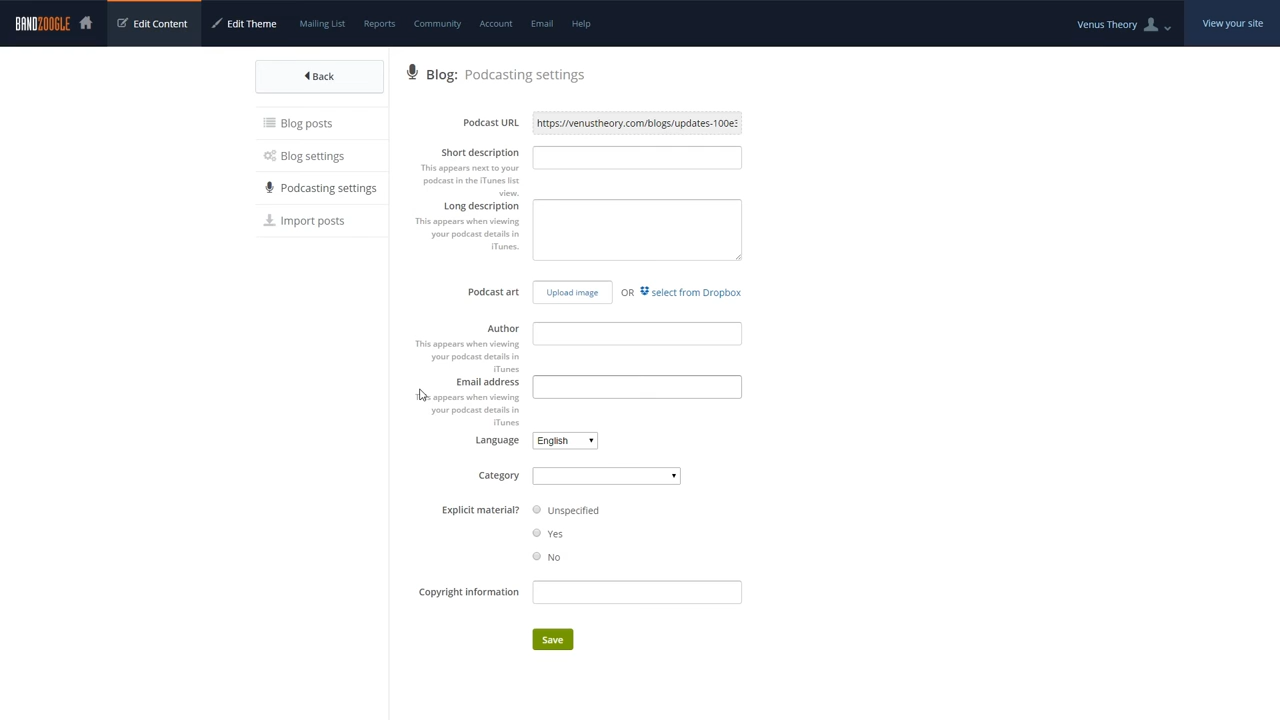 BANDZOOGLE Edit Content Edit Theme Mailing List Reports Community Account Email Help Venus Theory View your site
Back
Blog posts
Blog settings
Podcasting settings
Import posts
Blog: Podcasting settings
Podcast URL https://venustheory.com/blogs/updates-100e3
Short description
This appears next to your
podcast in the iTunes list
view.
Long description
This appears when viewing
your podcast details in
iTunes.
Podcast art Upload image OR select from Dropbox
Author
This appears when viewing
your podcast details in
iTunes
Email address
This appears when viewing
your podcast details in
iTunes
Language English
Category
Explicit material? Unspecified
Yes
No
Copyright information
Save